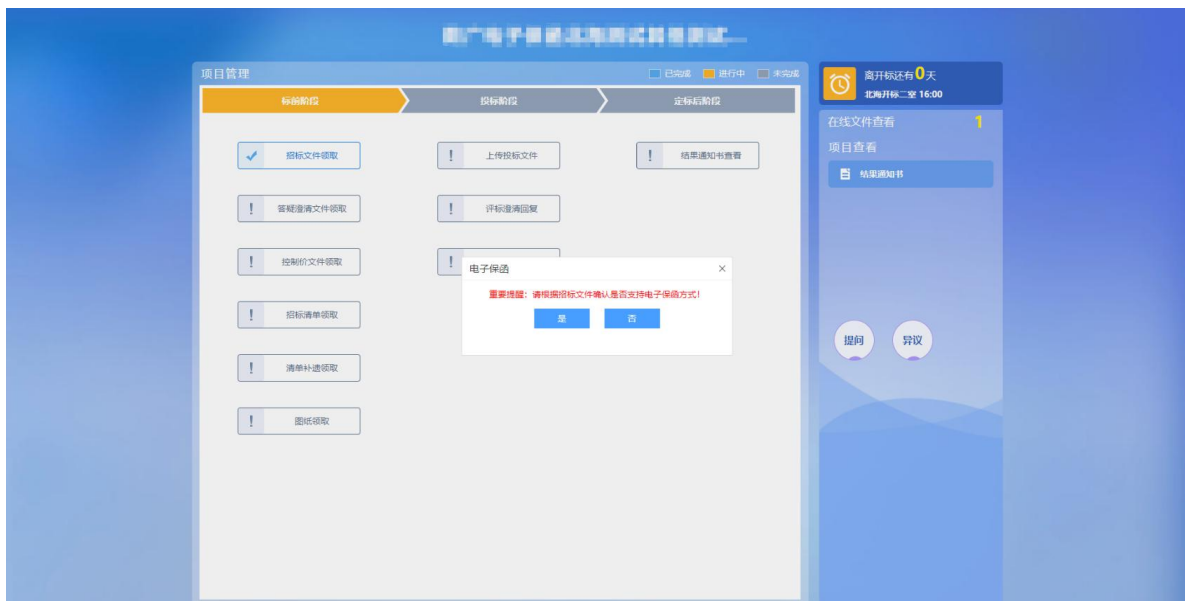 项目管理
已完成 进行中 未完成
标前阶段 投标阶段 定标后阶段
招标文件领取 上传投标文件 结果通知书查看
答疑澄清文件领取 评标澄清回复
控制价文件领取
招标清单领取
清单补遗领取
图纸领取
电子保函
重要提醒：请根据招标文件确认是否支持电子保函方式！
是 否
离开标还有0天
北海开标二室 16:00
在线文件查看 1
项目查看
结果通知书
提问 异议